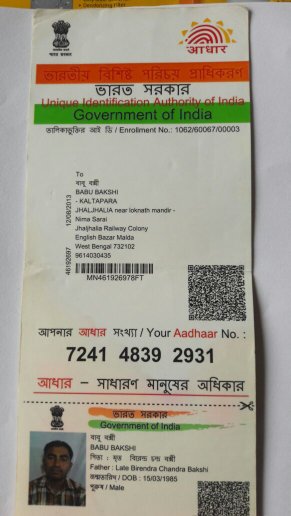 आधार
ভারতীয় বিশিষ্ট পরিচয় প্রাধিকরণ
ভারত সরকার
Unique Identification Authority of India
Government of India
তালিকাভুক্তির আই ডি / Enrollment No.: 1062/60067/00003
To
বাবু বক্সী
BABU BAKSHI
- KALTAPARA
JHALJHALIA near loknath mandir -
Nima Sarai
Jhaljhalia Railway Colony
English Bazar Malda
West Bengal 732102
9614030435
12/08/2013
46192697
MN461926978FT
আপনার আধার সংখ্যা / Your Aadhaar No. :
7241 4839 2931
আধার – সাধারণ মানুষের অধিকার
ভারত সরকার
Government of India
বাবু বক্সী
BABU BAKSHI
পিতা : মৃত বিরেন্দ্র চন্দ্র বক্সী
Father : Late Birendra Chandra Bakshi
জন্মতারিখ / DOB : 15/03/1985
পুরুষ / Male